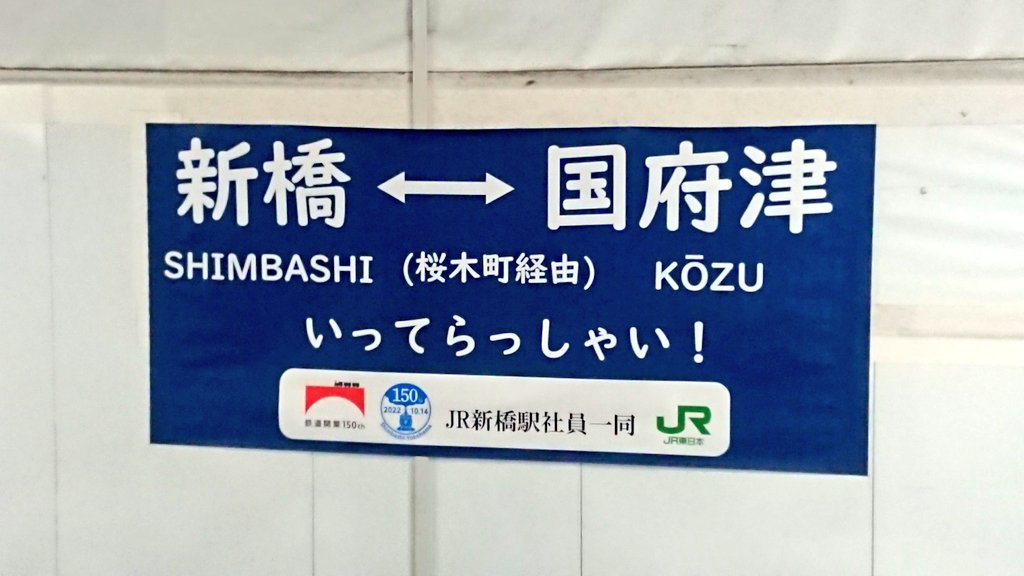 新橋 ⟷ 国府津
SHIMBASHI (桜木町経由) KŌZU
いってらっしゃい!
鉄道開業150th
150
2022 10.14
JR新橋駅社員一同
JR
JR東日本